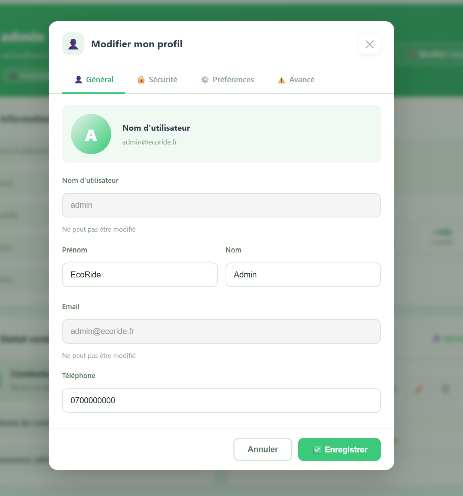 admin
Modifier mon profil
Général
Sécurité
Préférences
Avancé
A
Nom d'utilisateur
admin@ecoride.fr
Nom d'utilisateur
admin
Ne peut pas être modifié
Prénom
Nom
EcoRide
Admin
Email
admin@ecoride.fr
Ne peut pas être modifié
Téléphone
0700000000
Annuler
Enregistrer